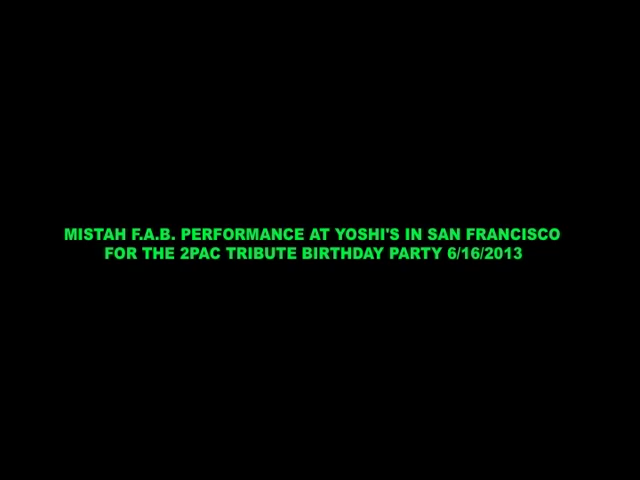 MISTAH F.A.B. PERFORMANCE AT YOSHI'S IN SAN FRANCISCO
FOR THE 2PAC TRIBUTE BIRTHDAY PARTY 6/16/2013